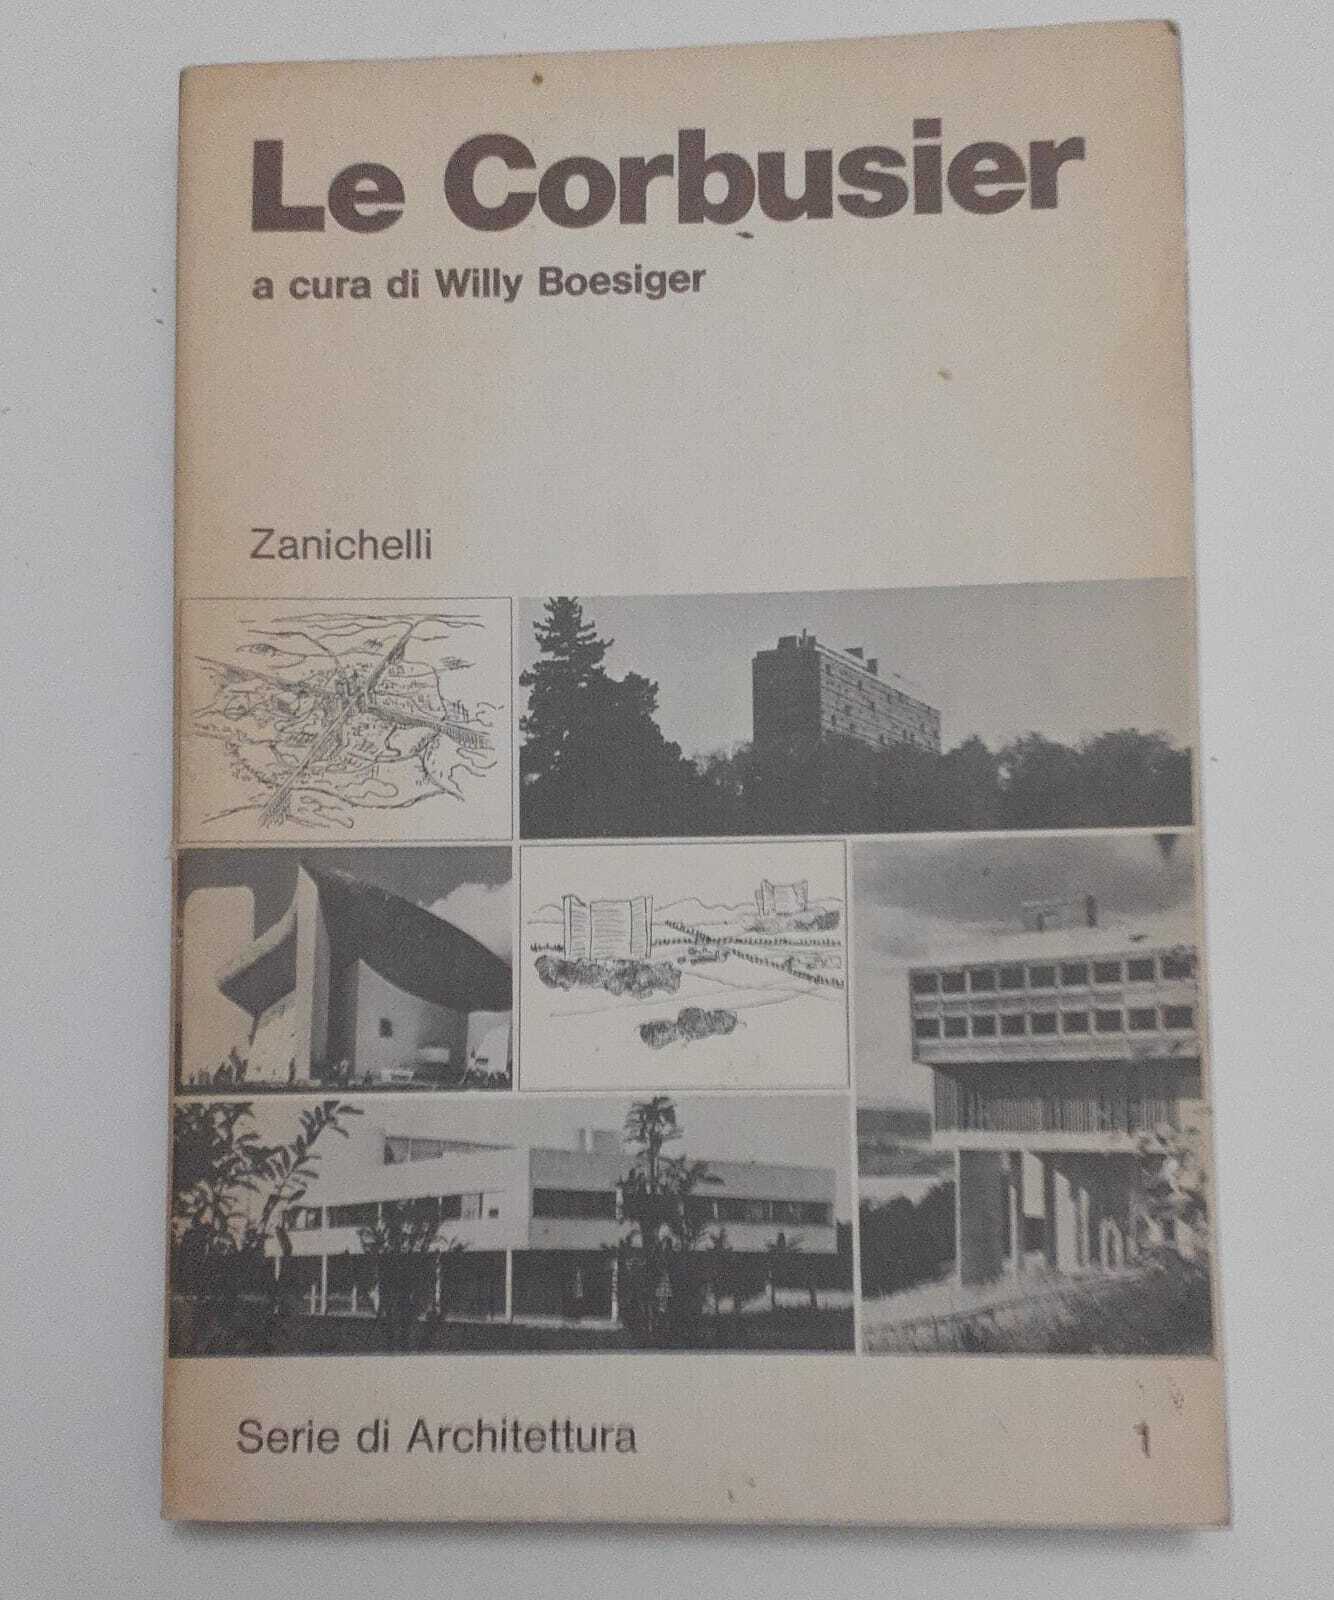 Le Corbusier
a cura di Willy Boesiger
Zanichelli
Serie di Architettura
1